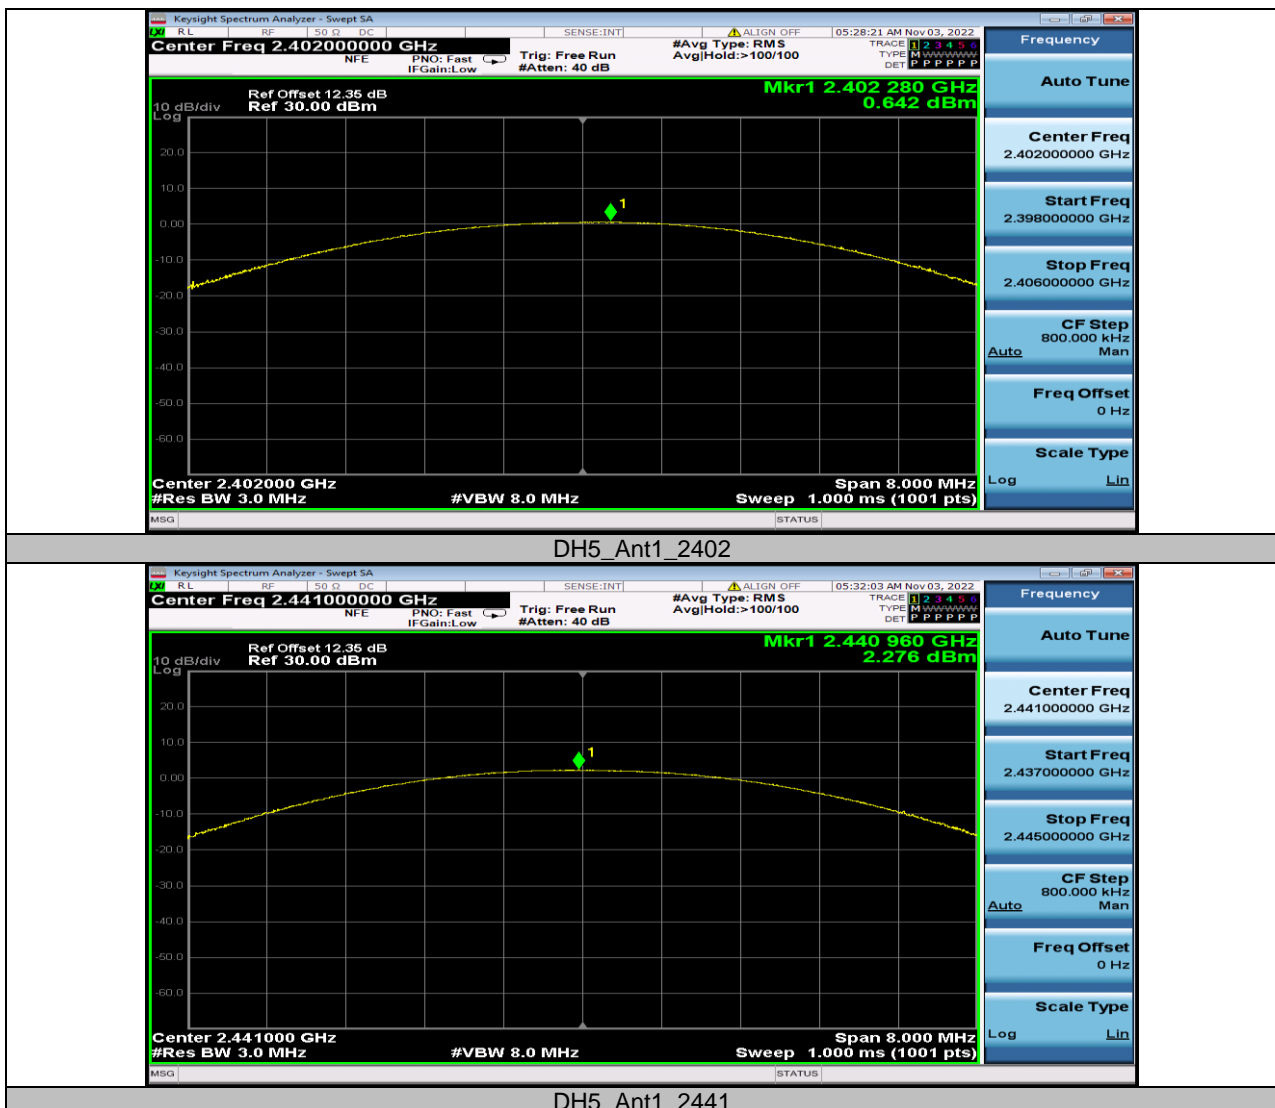 Keysight Spectrum Analyzer - Swept SA
LXI RL RF 50 Ω DC SENSE:INT ALIGN OFF 05:28:21 AM Nov 03, 2022
Center Freq 2.402000000 GHz
NFE PNO: Fast IFGain:Low
Trig: Free Run
#Atten: 40 dB
#Avg Type: RMS
Avg|Hold:>100/100
TRACE 1 2 3 4 5 6
TYPE M WWWWW
DET P P P P P P
Frequency
Mkr1 2.402 280 GHz
0.642 dBm
Ref Offset 12.35 dB
10 dB/div Ref 30.00 dBm
Log
20.0
10.0
1
0.00
-10.0
-20.0
-30.0
-40.0
-50.0
-60.0
Center 2.402000 GHz Span 8.000 MHz
#Res BW 3.0 MHz #VBW 8.0 MHz Sweep 1.000 ms (1001 pts)
MSG STATUS
Auto Tune
Center Freq
2.402000000 GHz
Start Freq
2.398000000 GHz
Stop Freq
2.406000000 GHz
CF Step
800.000 kHz
Auto Man
Freq Offset
0 Hz
Scale Type
Log Lin
DH5_Ant1_2402
Keysight Spectrum Analyzer - Swept SA
LXI RL RF 50 Ω DC SENSE:INT ALIGN OFF 05:32:03 AM Nov 03, 2022
Center Freq 2.441000000 GHz
NFE PNO: Fast IFGain:Low
Trig: Free Run
#Atten: 40 dB
#Avg Type: RMS
Avg|Hold:>100/100
TRACE 1 2 3 4 5 6
TYPE M WWWWW
DET P P P P P P
Frequency
Mkr1 2.440 960 GHz
2.276 dBm
Ref Offset 12.35 dB
10 dB/div Ref 30.00 dBm
Log
20.0
10.0
1
0.00
-10.0
-20.0
-30.0
-40.0
-50.0
-60.0
Center 2.441000 GHz Span 8.000 MHz
#Res BW 3.0 MHz #VBW 8.0 MHz Sweep 1.000 ms (1001 pts)
MSG STATUS
Auto Tune
Center Freq
2.441000000 GHz
Start Freq
2.437000000 GHz
Stop Freq
2.445000000 GHz
CF Step
800.000 kHz
Auto Man
Freq Offset
0 Hz
Scale Type
Log Lin
DH5_Ant1_2441